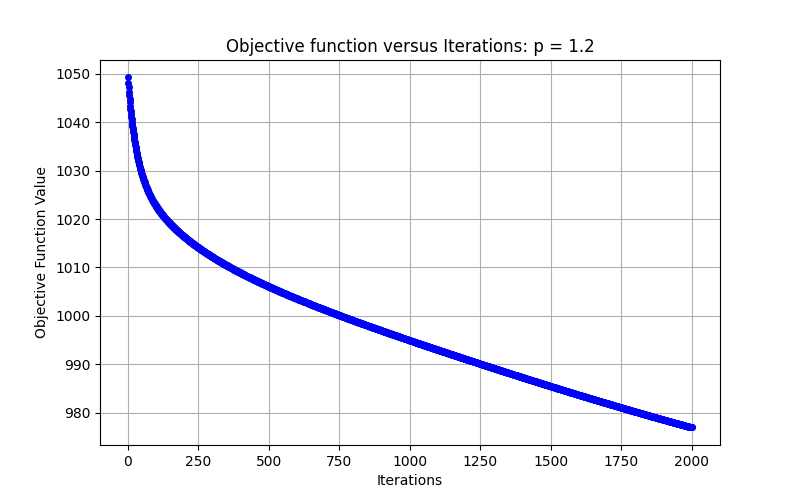 Objective function versus Iterations: p = 1.2
Objective Function Value
1050
1040
1030
1020
1010
1000
990
980
0 250 500 750 1000 1250 1500 1750 2000
Iterations